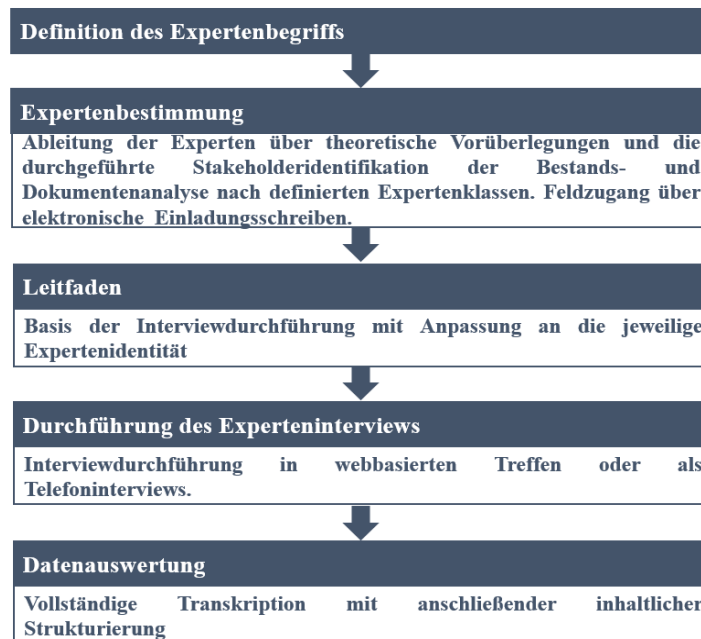 Definition des Expertenbegriffs
Expertenbestimmung
Ableitung der Experten über theoretische Vorüberlegungen und die
durchgeführte Stakeholderidentifikation der Bestands- und
Dokumentenanalyse nach definierten Expertenklassen. Feldzugang über
elektronische Einladungsschreiben.
Leitfaden
Basis der Interviewdurchführung mit Anpassung an die jeweilige
Expertenidentität
Durchführung des Experteninterviews
Interviewdurchführung in webbasierten Treffen oder als
Telefoninterviews.
Datenauswertung
Vollständige Transkription mit anschließender inhaltlicher
Strukturierung